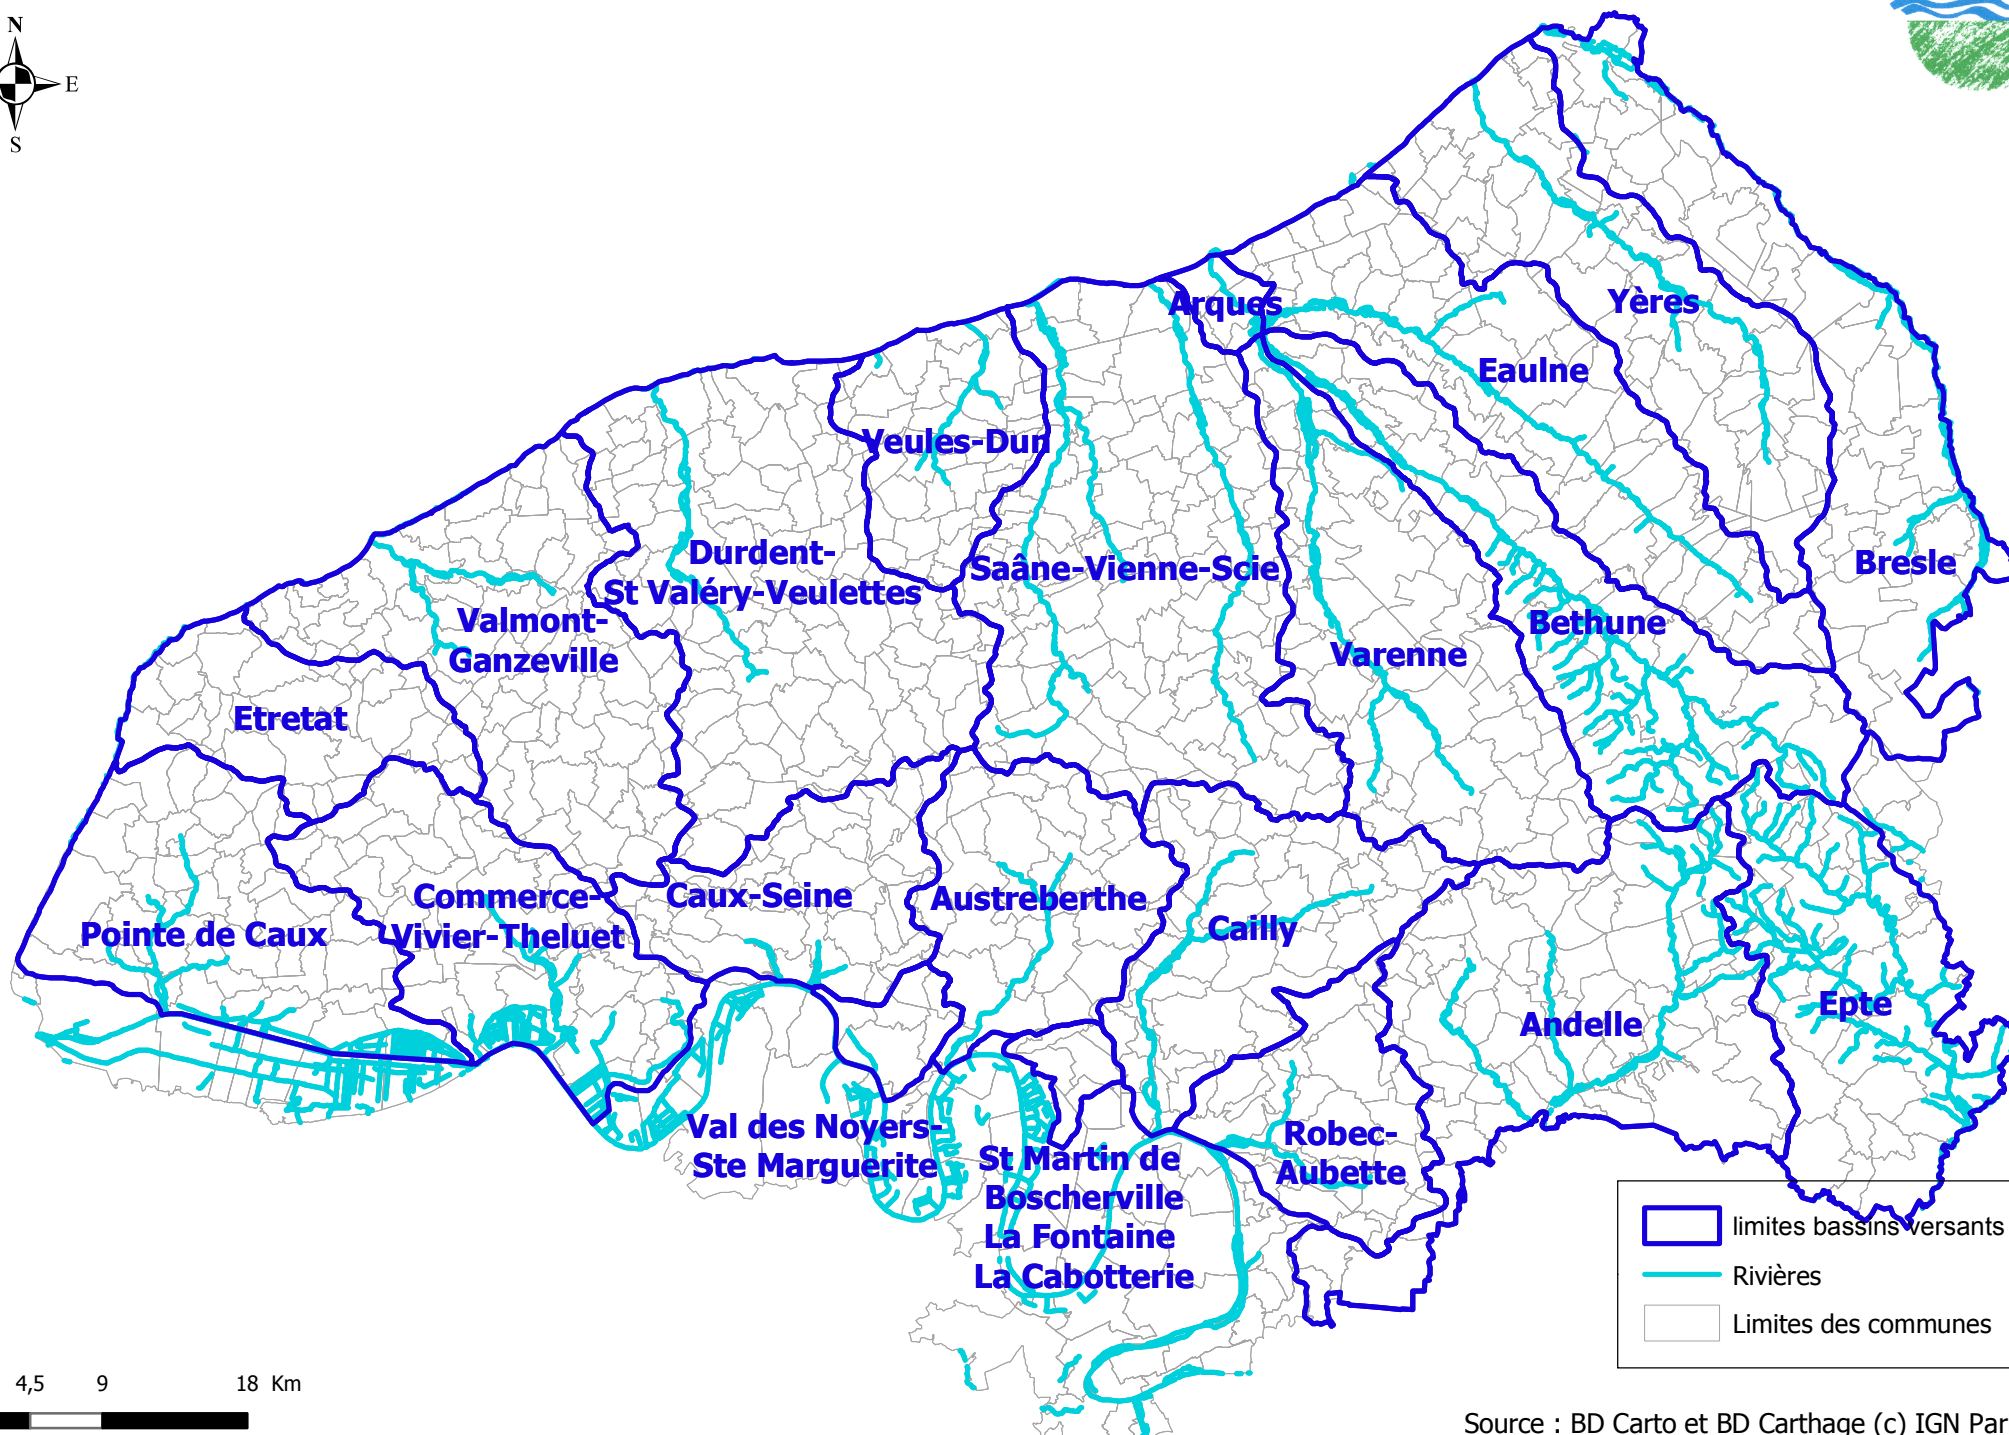 N
E
S
Arques
Yères
Eaulne
Veules-Dun
Durdent-
St Valéry-Veulettes
Saâne-Vienne-Scie
Bresle
Valmont-
Ganzeville
Bethune
Varenne
Etretat
Commerce-
Vivier-Theluet
Caux-Seine
Austreberthe
Cailly
Pointe de Caux
Epte
Andelle
Val des Noyers-
Ste Marguerite
St Martin de
Boscherville
La Fontaine
La Cabotterie
Robec-
Aubette
limites bassins versants
Rivières
Limites des communes
4,5 9 18 Km
Source : BD Carto et BD Carthage (c) IGN Par